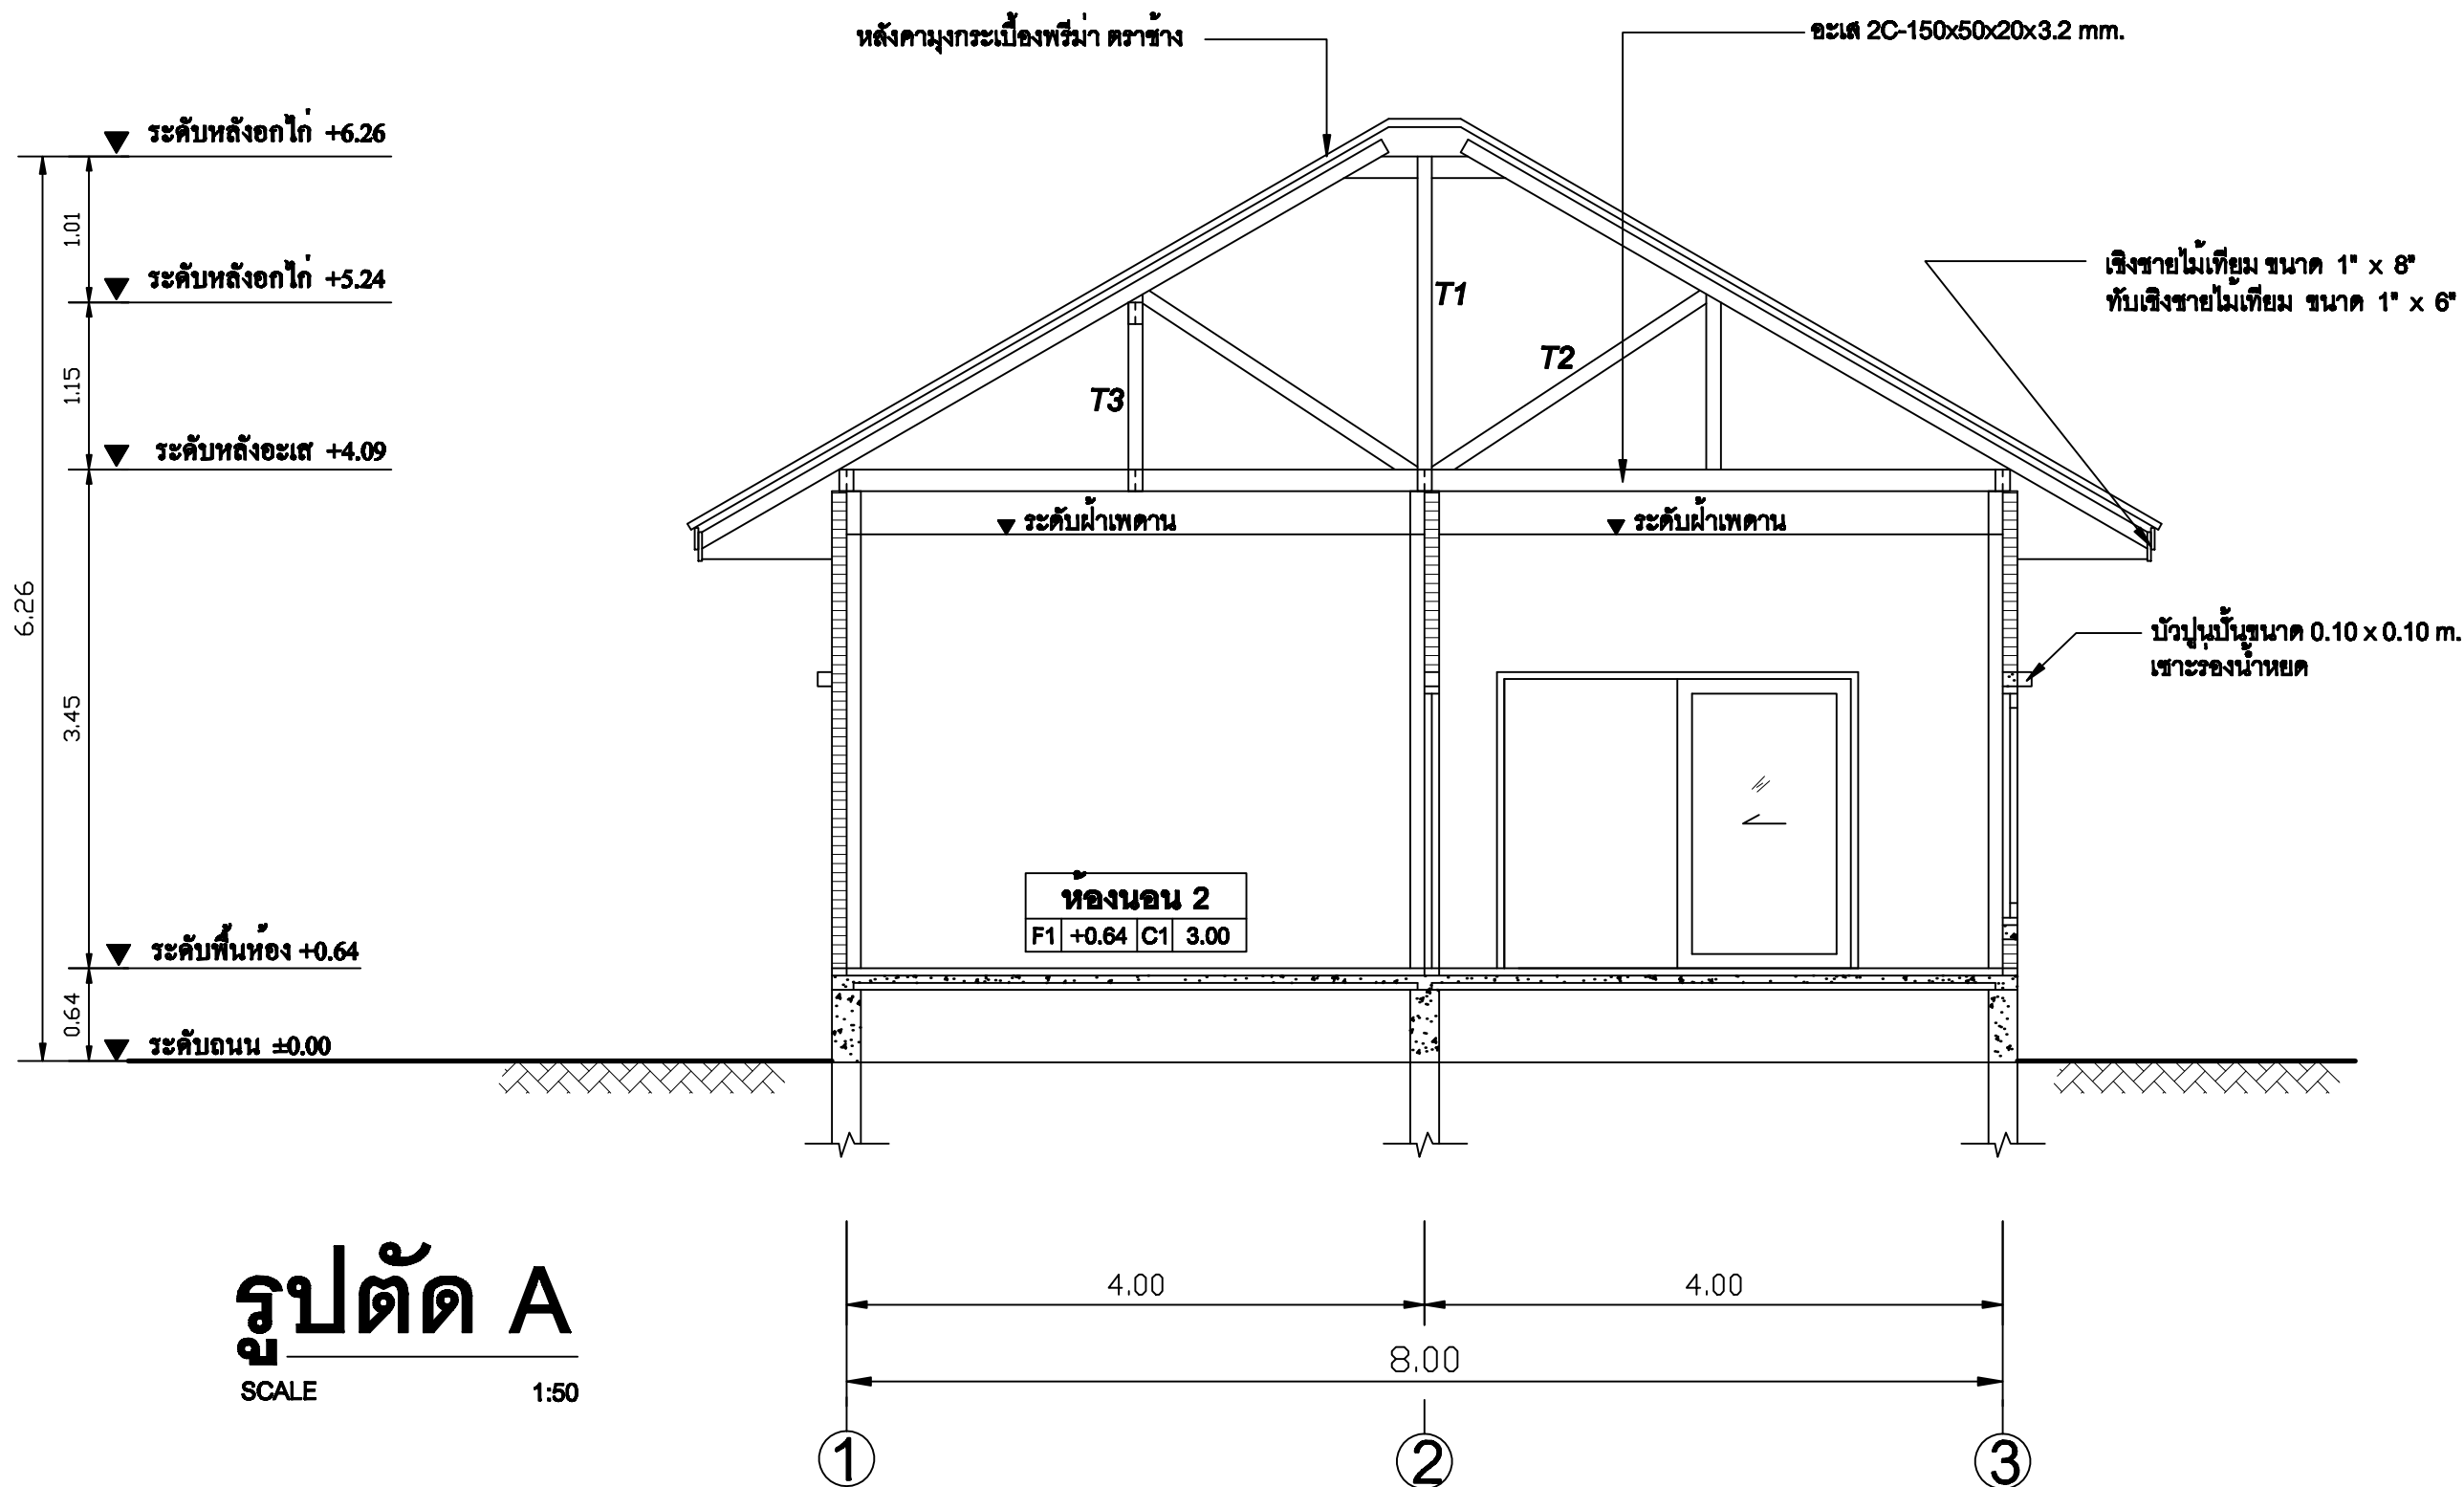 หลังคามุงกระเบื้องพรีม่า ตราช้าง
อะเส 2C-150x50x20x3.2 mm.
ระดับหลังอกไก่ +6.26
1.01
ระดับหลังอกไก่ +5.24
เชิงชายไม้เทียม ขนาด 1" x 8"
ทับเชิงชายไม้เทียม ขนาด 1" x 6"
T1
T2
T3
1.15
ระดับหลังอะเส +4.09
ระดับฝ้าเพดาน
ระดับฝ้าเพดาน
6.26
3.45
บัวปูนปั้นขนาด 0.10 x 0.10 m.
เซาะร่องน้ำหยด
ห้องนอน 2
F1 +0.64 C1 3.00
ระดับพื้นห้อง +0.64
0.64
ระดับถนน ±0.00
รูปตัด A
SCALE 1:50
4.00
4.00
8.00
1
2
3